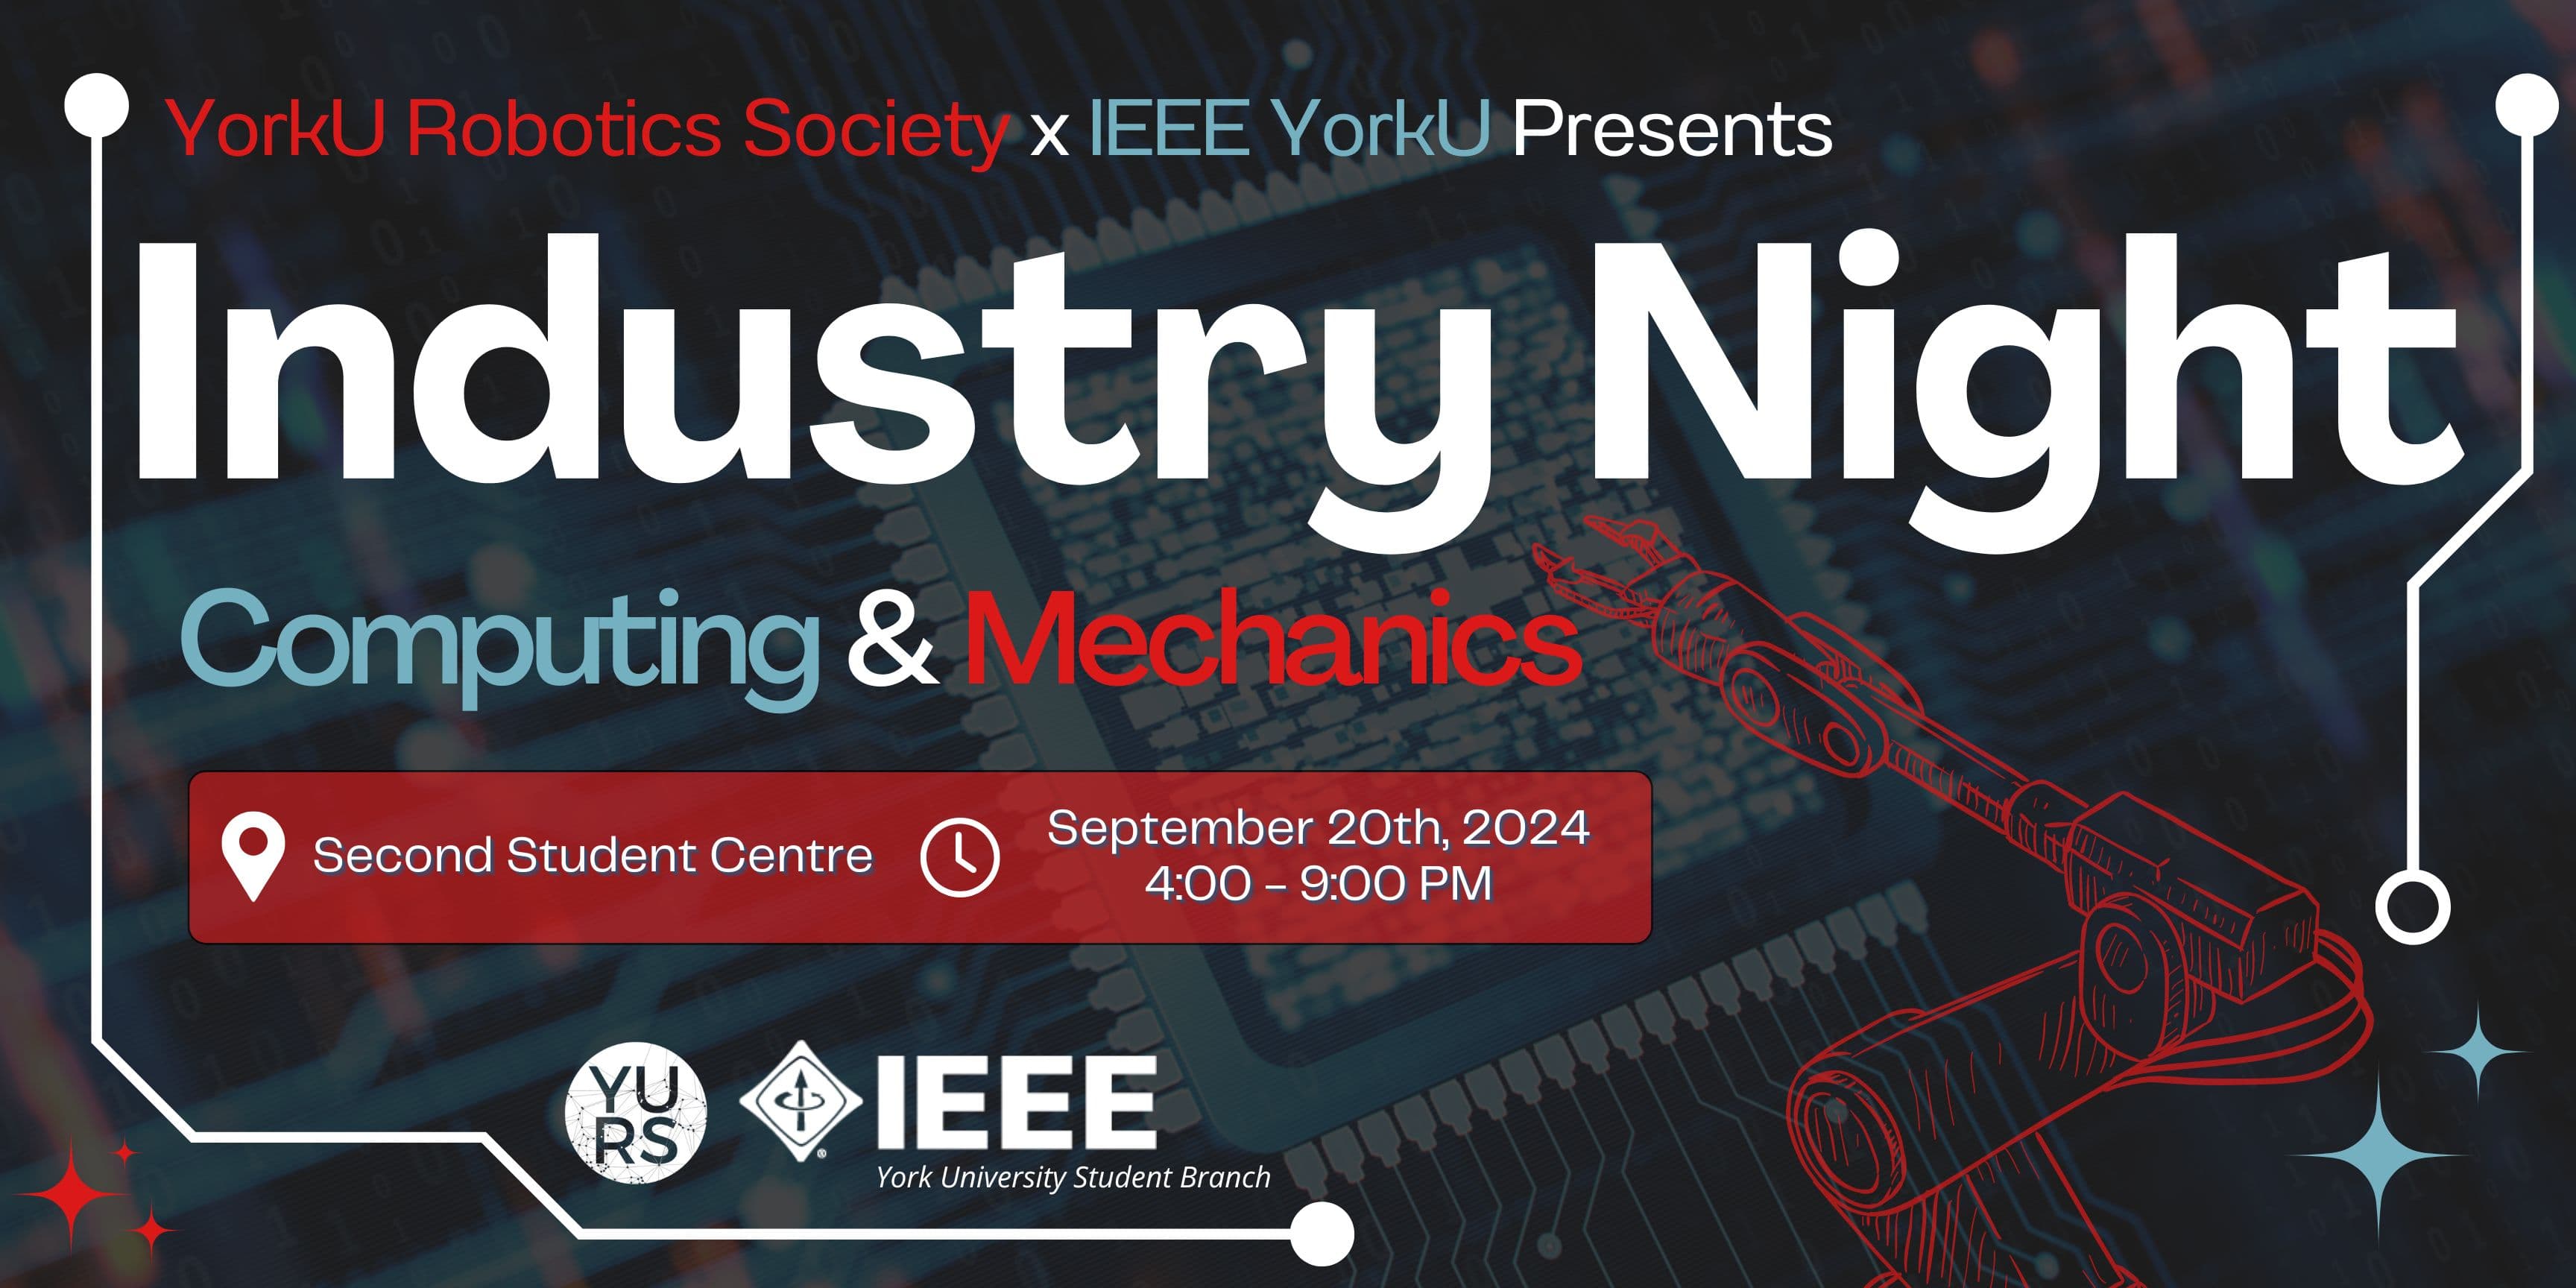 YorkU Robotics Society x IEEE YorkU Presents
Industry Night
Computing & Mechanics
Second Student Centre
September 20th, 2024
4:00 – 9:00 PM
YU
RS
IEEE
®
York University Student Branch